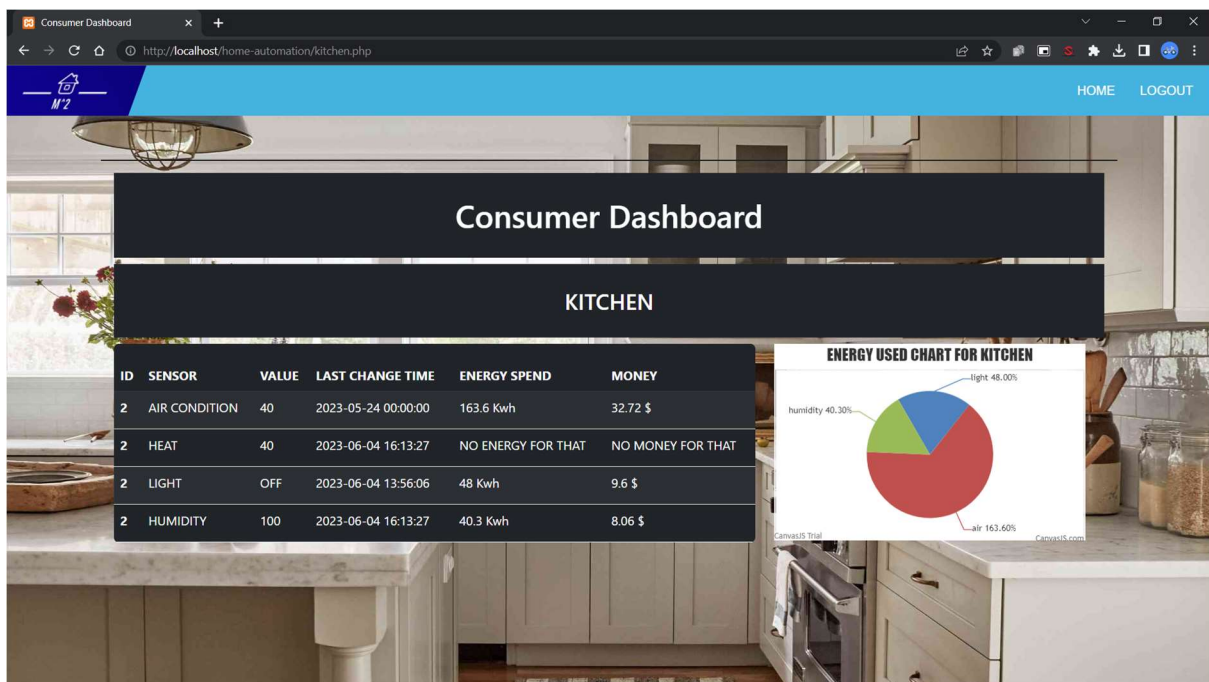 Consumer Dashboard
http://localhost/home-automation/kitchen.php
M^2
HOME LOGOUT
Consumer Dashboard
KITCHEN
ID SENSOR VALUE LAST CHANGE TIME ENERGY SPEND MONEY
2 AIR CONDITION 40 2023-05-24 00:00:00 163.6 Kwh 32.72 $
2 HEAT 40 2023-06-04 16:13:27 NO ENERGY FOR THAT NO MONEY FOR THAT
2 LIGHT OFF 2023-06-04 13:56:06 48 Kwh 9.6 $
2 HUMIDITY 100 2023-06-04 16:13:27 40.3 Kwh 8.06 $
ENERGY USED CHART FOR KITCHEN
light 48.00%
humidity 40.30%
air 163.60%
CanvasJS Trial
CanvasJS.com